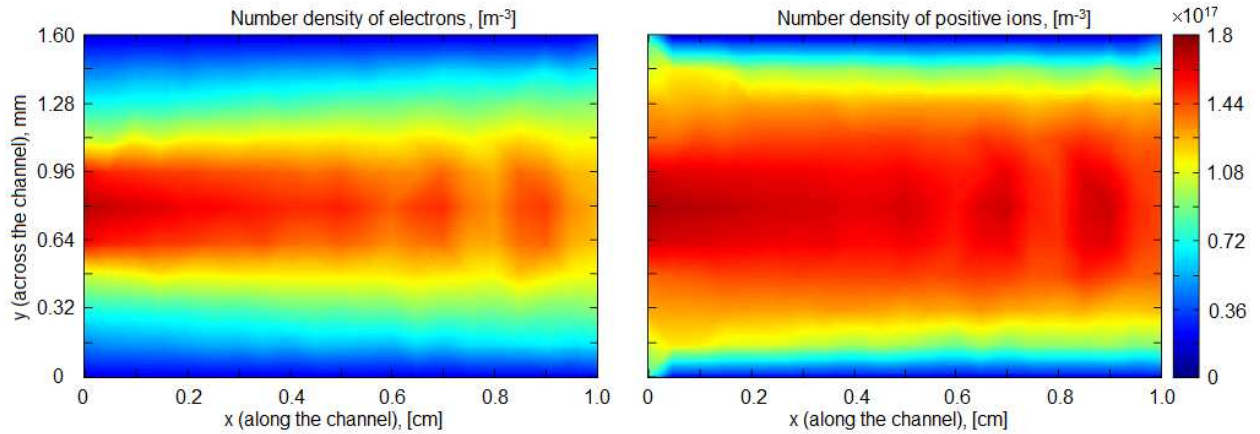 Number density of electrons, [m⁻³]
Number density of positive ions, [m⁻³]
×10¹⁷
y (across the channel), mm
1.60
1.28
0.96
0.64
0.32
0
0 0.2 0.4 0.6 0.8 1.0
x (along the channel), [cm]
0 0.2 0.4 0.6 0.8 1.0
x (along the channel), [cm]
1.8
1.44
1.08
0.72
0.36
0